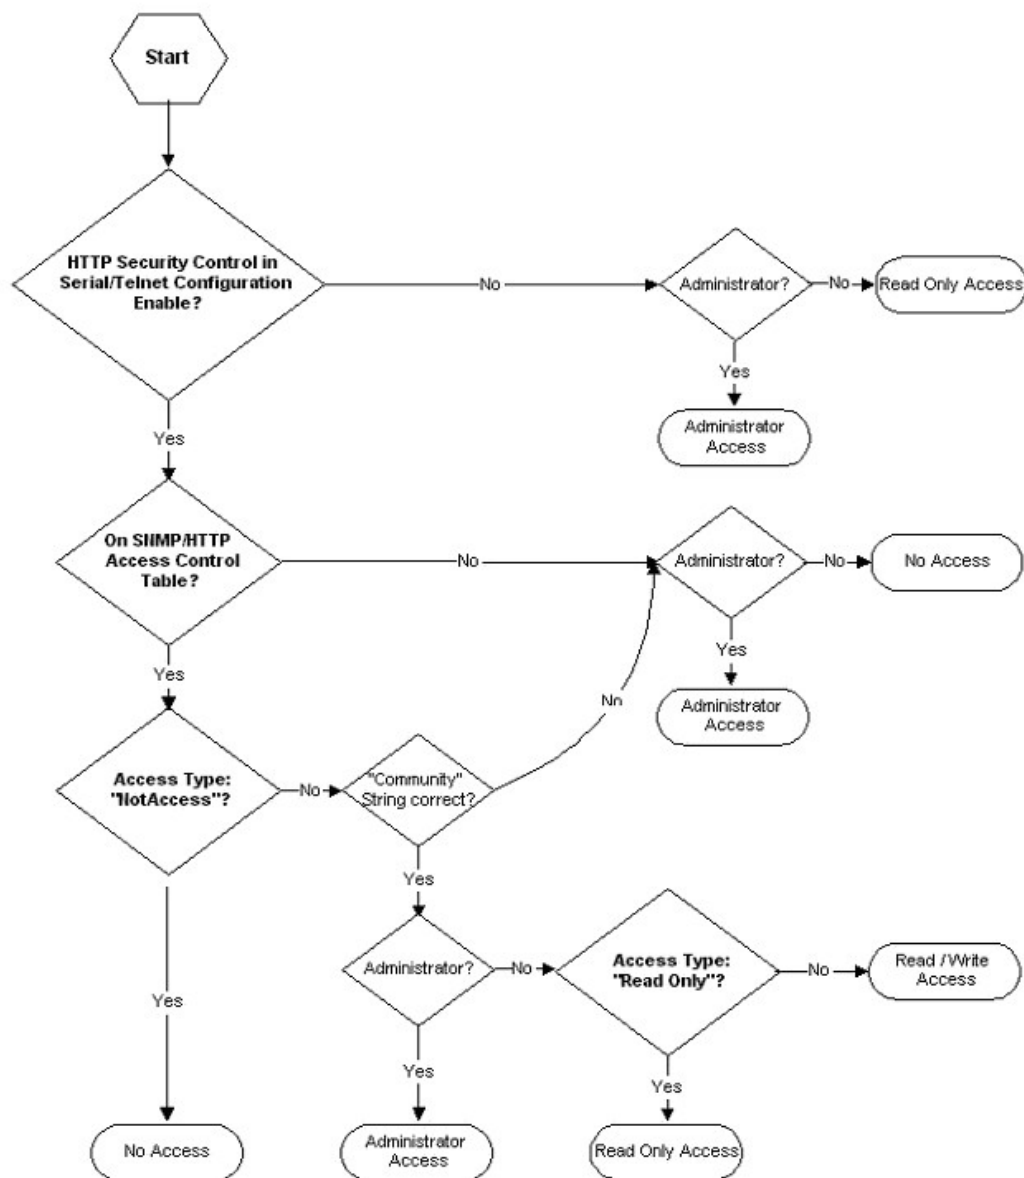 Start
HTTP Security Control in
Serial/Telnet Configuration
Enable?
No
Administrator?
No
Read Only Access
Yes
Administrator
Access
Yes
On SNMP/HTTP
Access Control
Table?
No
Administrator?
No
No Access
Yes
Administrator
Access
Yes
No
Access Type:
"NotAccess"?
No
"Community"
String correct?
Yes
Administrator?
No
Access Type:
"Read Only"?
No
Read / Write
Access
Yes
Yes
Yes
No Access
Administrator
Access
Read Only Access